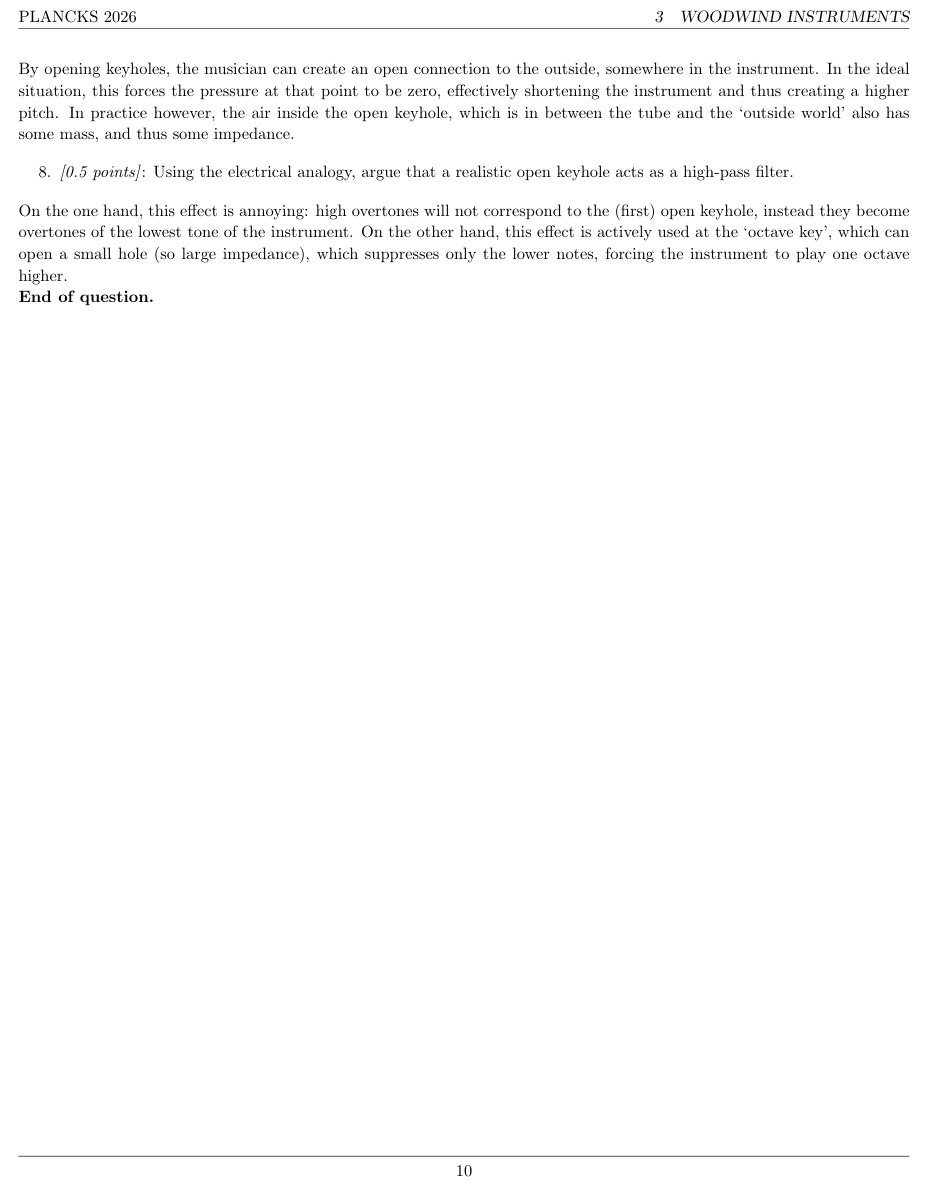 PLANCKS 2026
3 WOODWIND INSTRUMENTS
By opening keyholes, the musician can create an open connection to the outside, somewhere in the instrument. In the ideal
situation, this forces the pressure at that point to be zero, effectively shortening the instrument and thus creating a higher
pitch. In practice however, the air inside the open keyhole, which is in between the tube and the ‘outside world’ also has
some mass, and thus some impedance.
8. [0.5 points]: Using the electrical analogy, argue that a realistic open keyhole acts as a high-pass filter.
On the one hand, this effect is annoying: high overtones will not correspond to the (first) open keyhole, instead they become
overtones of the lowest tone of the instrument. On the other hand, this effect is actively used at the ‘octave key’, which can
open a small hole (so large impedance), which suppresses only the lower notes, forcing the instrument to play one octave
higher.
End of question.
10